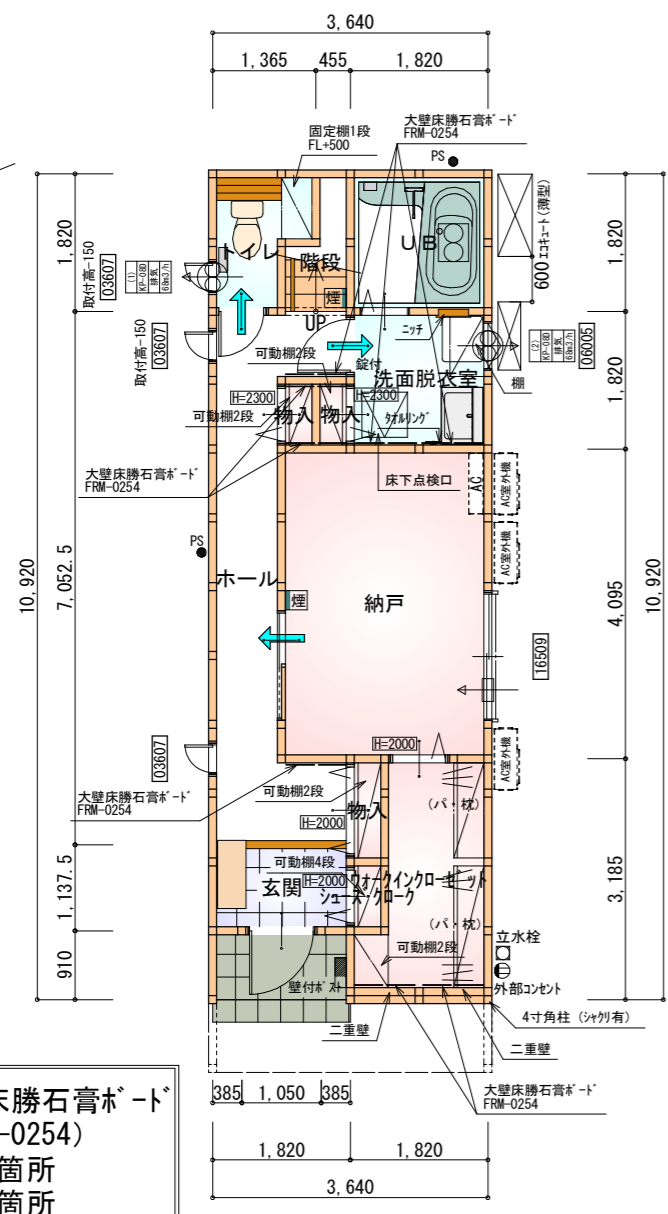 3,640
1,365
455
1,820
固定棚1段
FL+500
大壁床勝石膏ボード
FRM-0254
PS
10,920
1,820
取付高-150
03607
(1)
KP-08D
排気
68m3/h
トイレ
階段
煙
UP
UB
600
エコキュート(薄型)
1,820
10,920
取付高-150
03607
ニッチ
(2)
KP-08D
排気
68m3/h
06005
棚
1,820
可動棚2段
錠付
洗面脱衣室
H=2300
H=2300
可動棚2段
物入
物入
タオルリング
大壁床勝石膏ボード
FRM-0254
床下点検口
AC
AC室外機
AC室外機
PS
7,052.5
ホール
煙
納戸
16509
4,095
03607
H=2000
AC室外機
大壁床勝石膏ボード
FRM-0254
可動棚2段
H=2000
物入
(パ・枕)
1,137.5
可動棚4段
玄関
H=2000
ウォークインクローゼット
シューズ・クローク
3,185
910
(パ・枕)
可動棚2段
立水栓
外部コンセント
壁付ポスト
二重壁
4寸角柱 (シャクリ有)
二重壁
大壁床勝石膏ボード
FRM-0254
385
1,050
385
1,820
1,820
3,640
床勝石膏ボード
-0254)
箇所
箇所